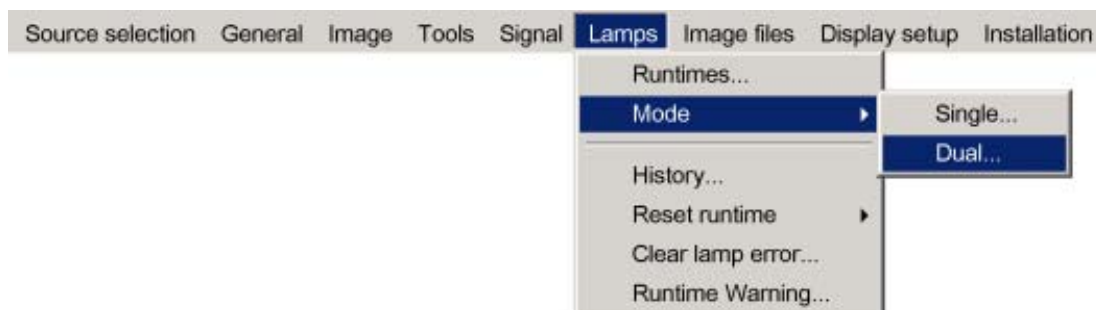 Source selection General Image Tools Signal Lamps Image files Display setup Installation
Runtimes...
Mode
Single...
Dual...
History...
Reset runtime
Clear lamp error...
Runtime Warning...